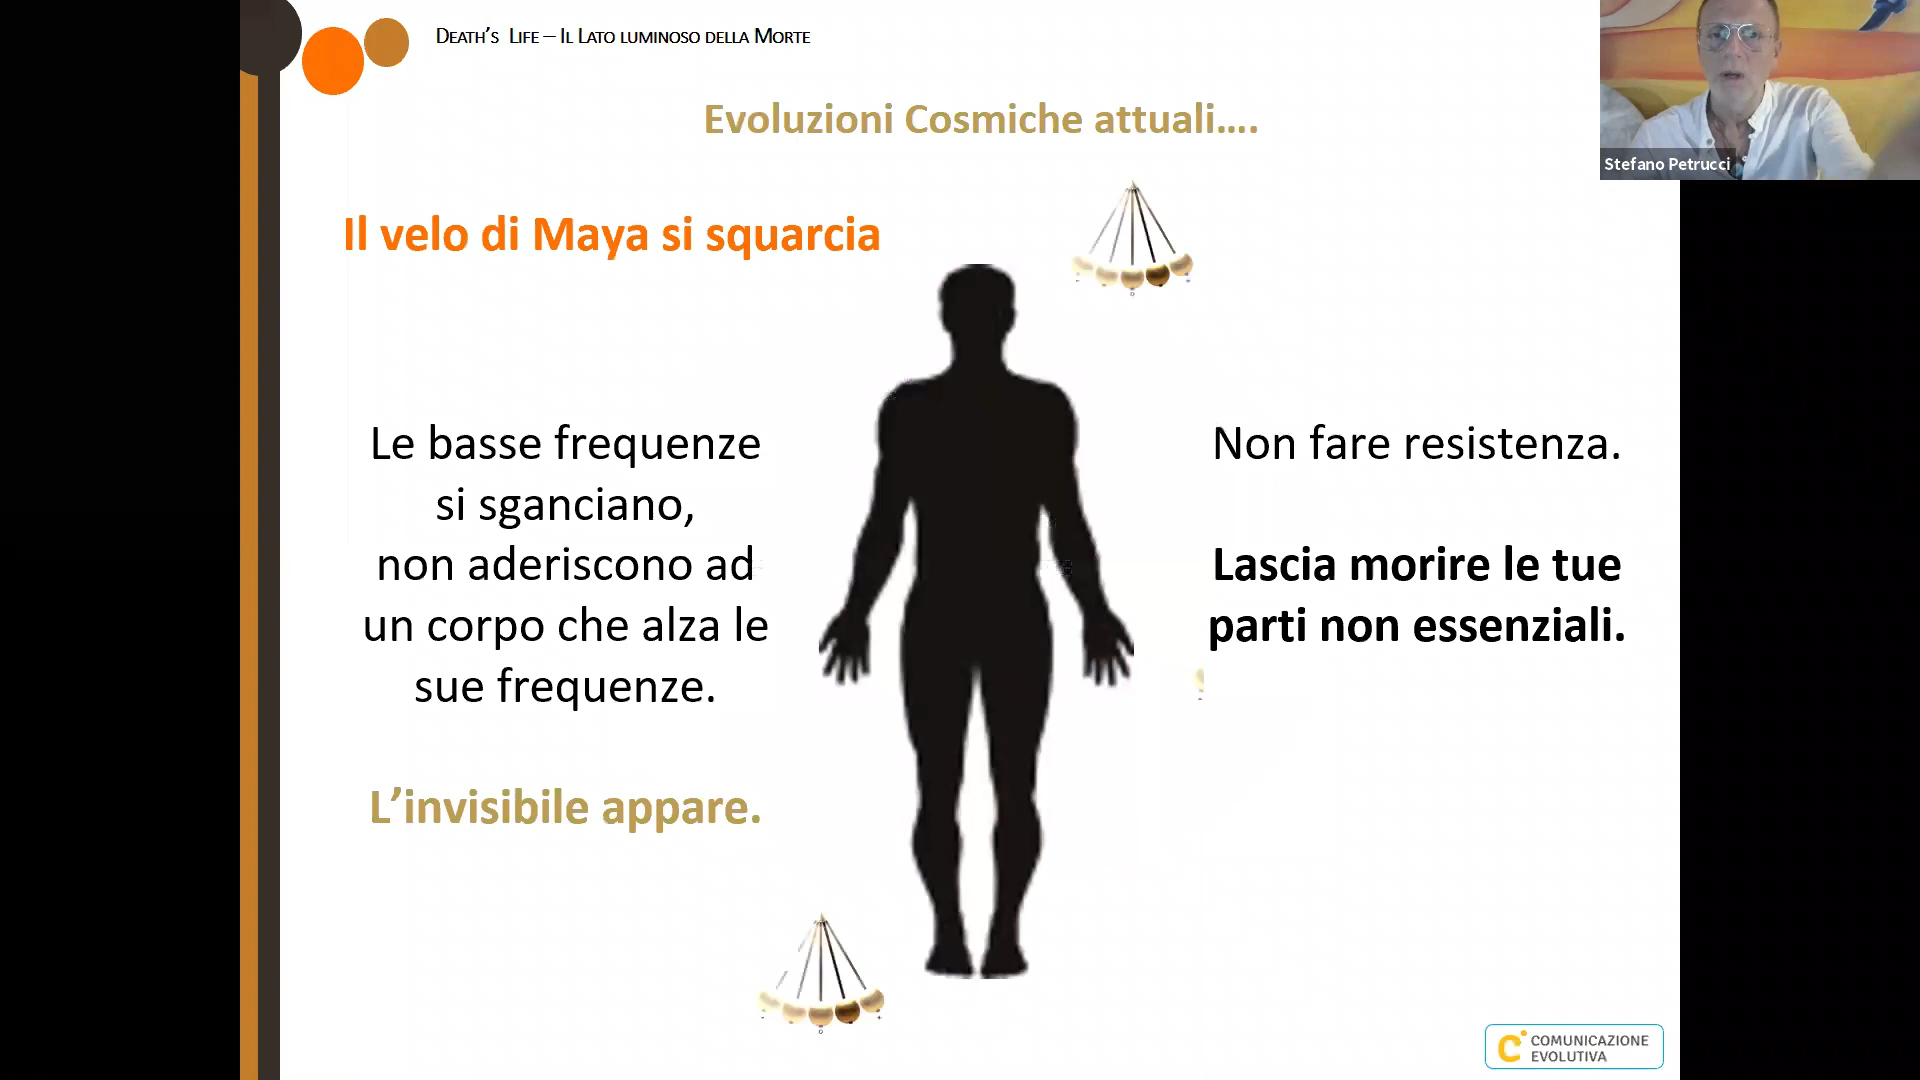 Death's Life – Il Lato luminoso della Morte
Evoluzioni Cosmiche attuali....
Stefano Petrucci
Il velo di Maya si squarcia
Le basse frequenze
si sganciano,
non aderiscono ad
un corpo che alza le
sue frequenze.
L'invisibile appare.
Non fare resistenza.
Lascia morire le tue
parti non essenziali.
COMUNICAZIONE
EVOLUTIVA